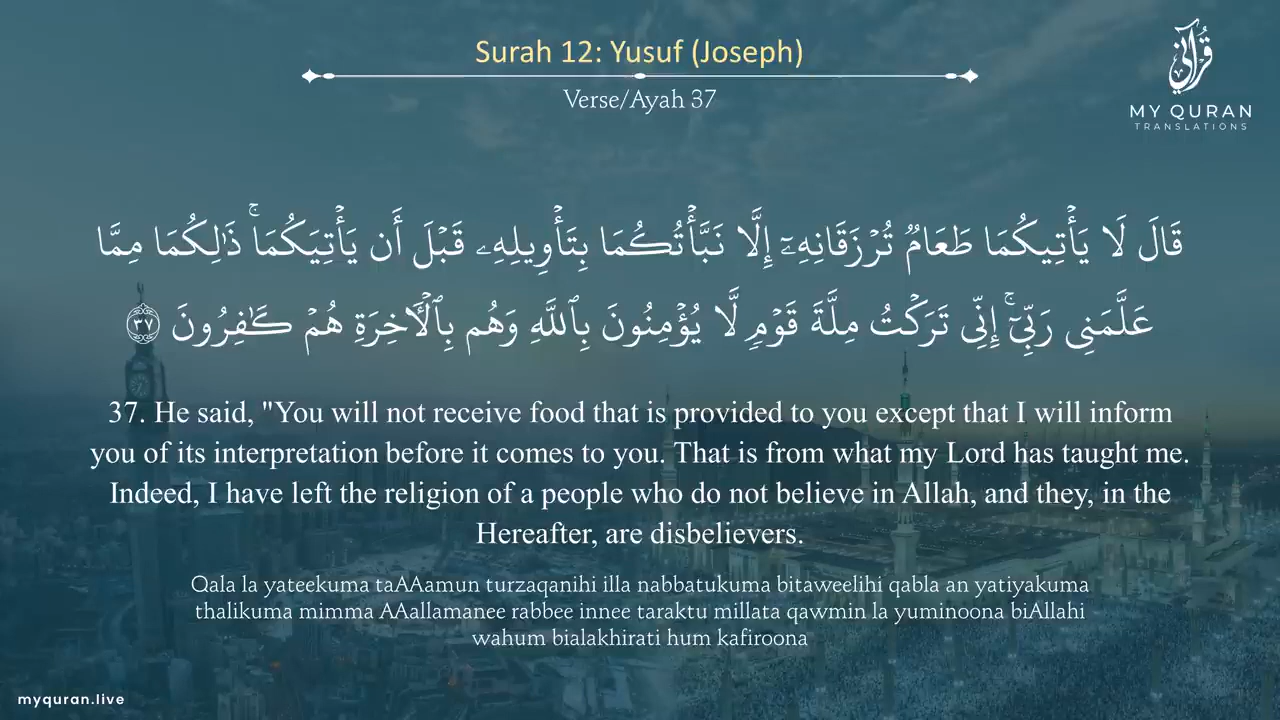 Surah 12: Yusuf (Joseph)
Verse/Ayah 37
قرآني
MY QURAN
TRANSLATIONS
قَالَ لَا يَأْتِيكُمَا طَعَامٌ تُرْزَقَانِهِۦٓ إِلَّا نَبَّأْتُكُمَا بِتَأْوِيلِهِۦ قَبْلَ أَن يَأْتِيَكُمَا ۚ ذَٰلِكُمَا مِمَّا
عَلَّمَنِى رَبِّىٓ ۚ إِنِّى تَرَكْتُ مِلَّةَ قَوْمٍ لَّا يُؤْمِنُونَ بِٱللَّهِ وَهُم بِٱلْـَٔاخِرَةِ هُمْ كَـٰفِرُونَ ٣٧
37. He said, "You will not receive food that is provided to you except that I will inform
you of its interpretation before it comes to you. That is from what my Lord has taught me.
Indeed, I have left the religion of a people who do not believe in Allah, and they, in the
Hereafter, are disbelievers.
Qala la yateekuma taAAamun turzaqanihi illa nabbatukuma bitaweelihi qabla an yatiyakuma
thalikuma mimma AAallamanee rabbee innee taraktu millata qawmin la yuminoona biAllahi
wahum bialakhirati hum kafiroona
myquran.live